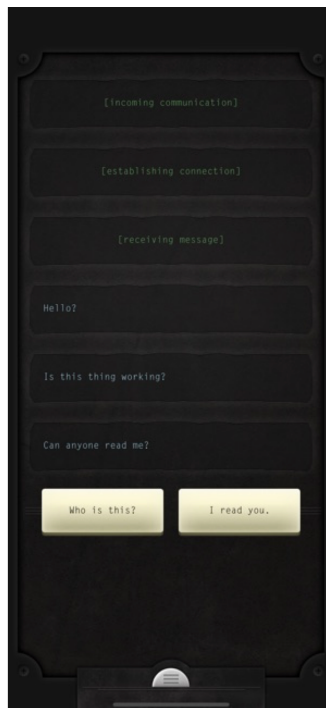 [incoming communication]
[establishing connection]
[receiving message]
Hello?
Is this thing working?
Can anyone read me?
Who is this?
I read you.